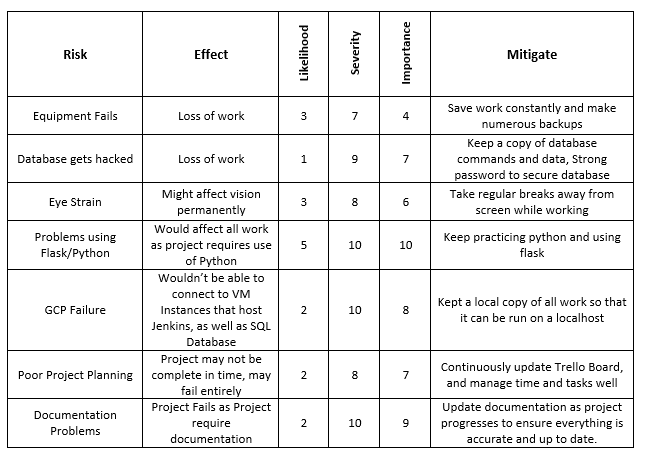 Risk Effect Likelihood Severity Importance Mitigate
Equipment Fails Loss of work 3 7 4 Save work constantly and make
numerous backups
Database gets hacked Loss of work 1 9 7 Keep a copy of database
commands and data, Strong
password to secure database
Eye Strain Might affect vision
permanently 3 8 6 Take regular breaks away from
screen while working
Problems using
Flask/Python Would affect all work
as project requires use
of Python 5 10 10 Keep practicing python and using
flask
GCP Failure Wouldn’t be able to
connect to VM
Instances that host
Jenkins, as well as SQL
Database 2 10 8 Kept a local copy of all work so that
it can be run on a localhost
Poor Project Planning Project may not be
complete in time, may
fail entirely 2 8 7 Continuously update Trello Board,
and manage time and tasks well
Documentation
Problems Project Fails as Project
require
documentation 2 10 9 Update documentation as project
progresses to ensure everything is
accurate and up to date.